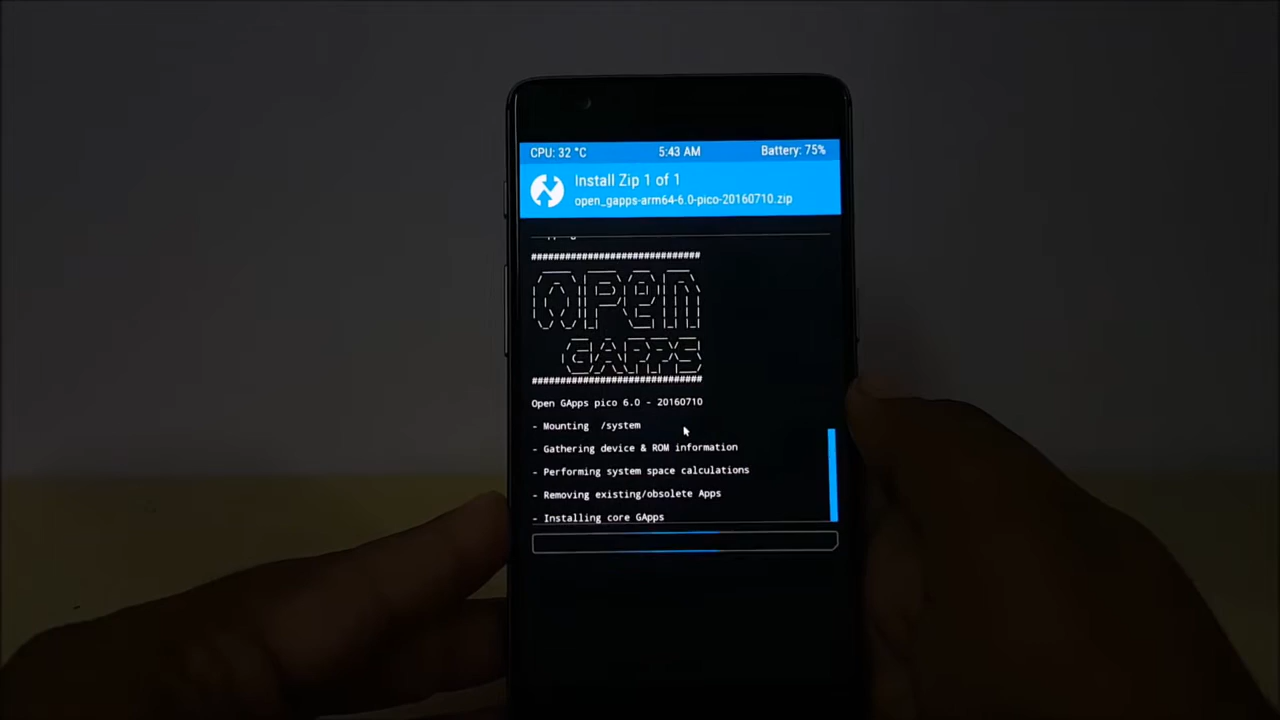 CPU: 32 °C 5:43 AM Battery: 75%
Install Zip 1 of 1
open_gapps-arm64-6.0-pico-20160710.zip
##############################
OPEN
GAPPS
##############################
Open GApps pico 6.0 - 20160710
- Mounting /system
- Gathering device & ROM information
- Performing system space calculations
- Removing existing/obsolete Apps
- Installing core GApps